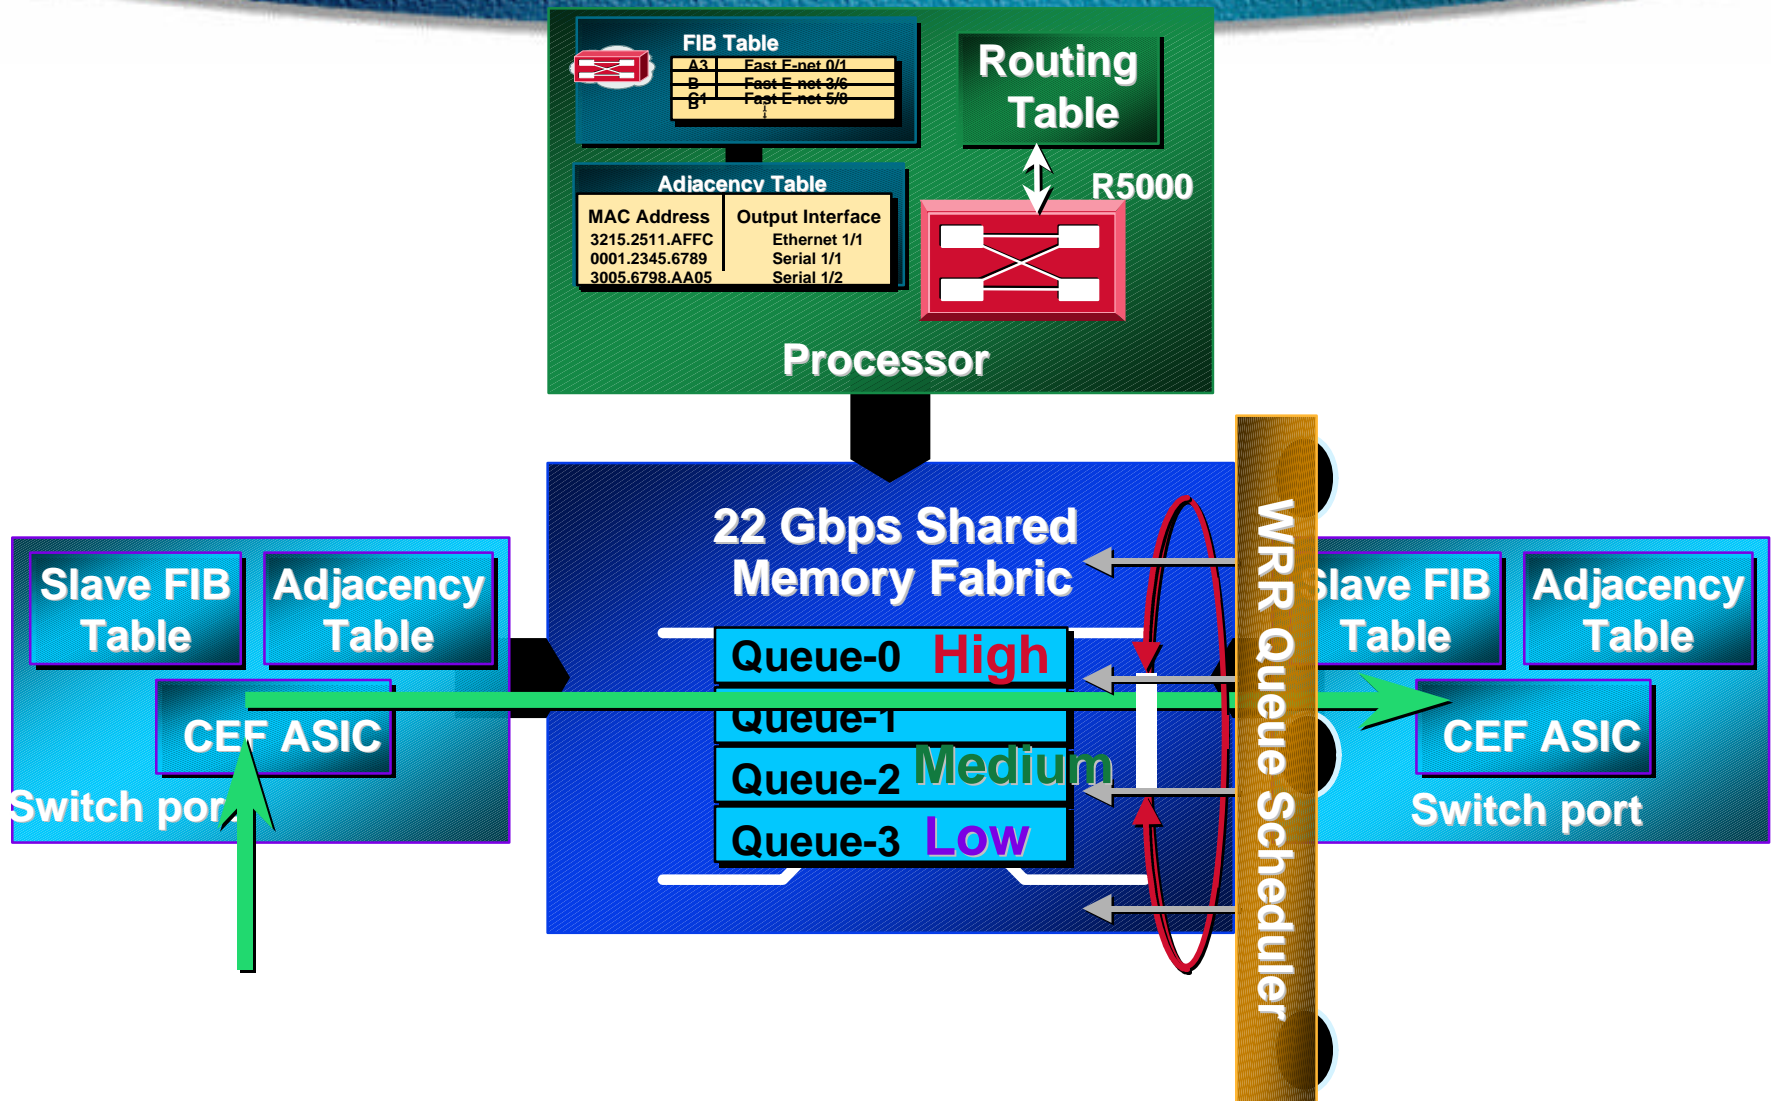 FIB Table
A3 Fast E-net 0/1
B Fast E-net 3/6
C1 Fast E-net 5/8
B
Routing
Table
R5000
Adjacency Table
MAC Address Output Interface
3215.2511.AFFC Ethernet 1/1
0001.2345.6789 Serial 1/1
3005.6798.AA05 Serial 1/2
Processor
22 Gbps Shared
Memory Fabric
Queue-0 High
Queue-1
Queue-2 Medium
Queue-3 Low
Slave FIB
Table
Adjacency
Table
CEF ASIC
Switch port
WRR Queue Scheduler
Slave FIB
Table
Adjacency
Table
CEF ASIC
Switch port